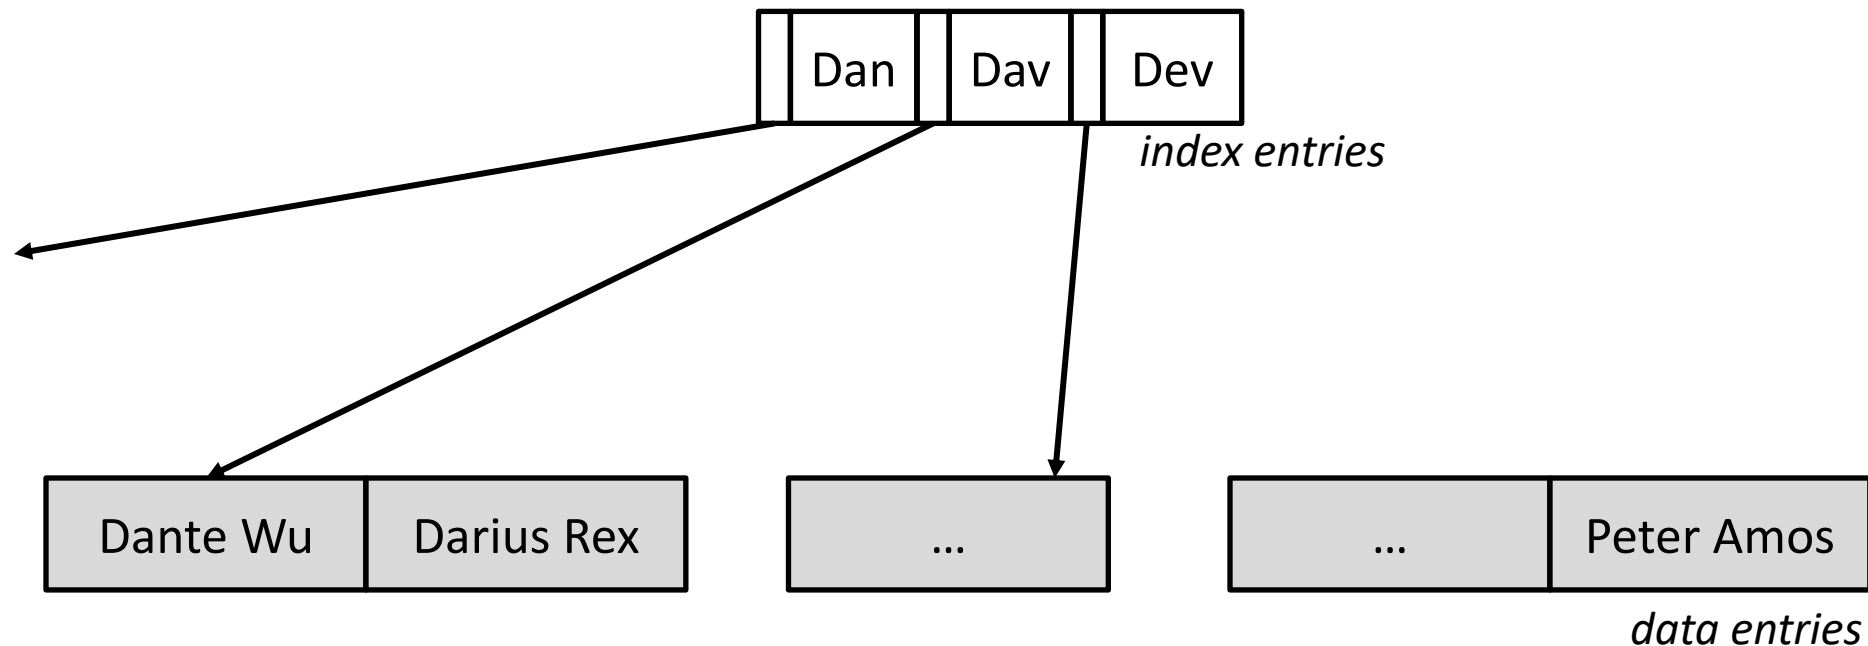 Dan Dav Dev
index entries
Dante Wu Darius Rex ... ... Peter Amos
data entries